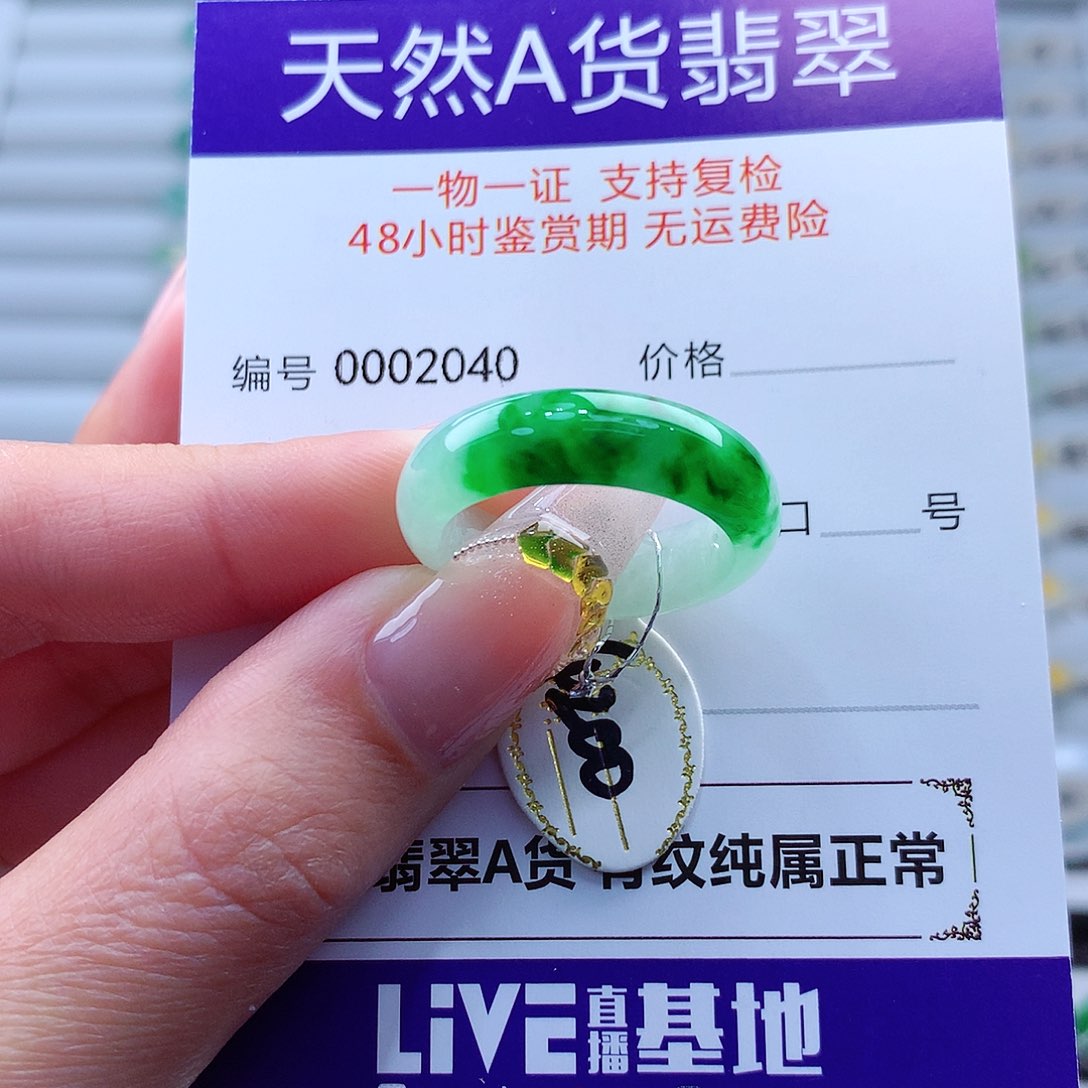 天然A货翡翠
一物一证 支持复检
48小时鉴赏期 无运费险
编号 0002040 价格
口 号
翡翠A货 有纹纯属正常
LiVE直播基地